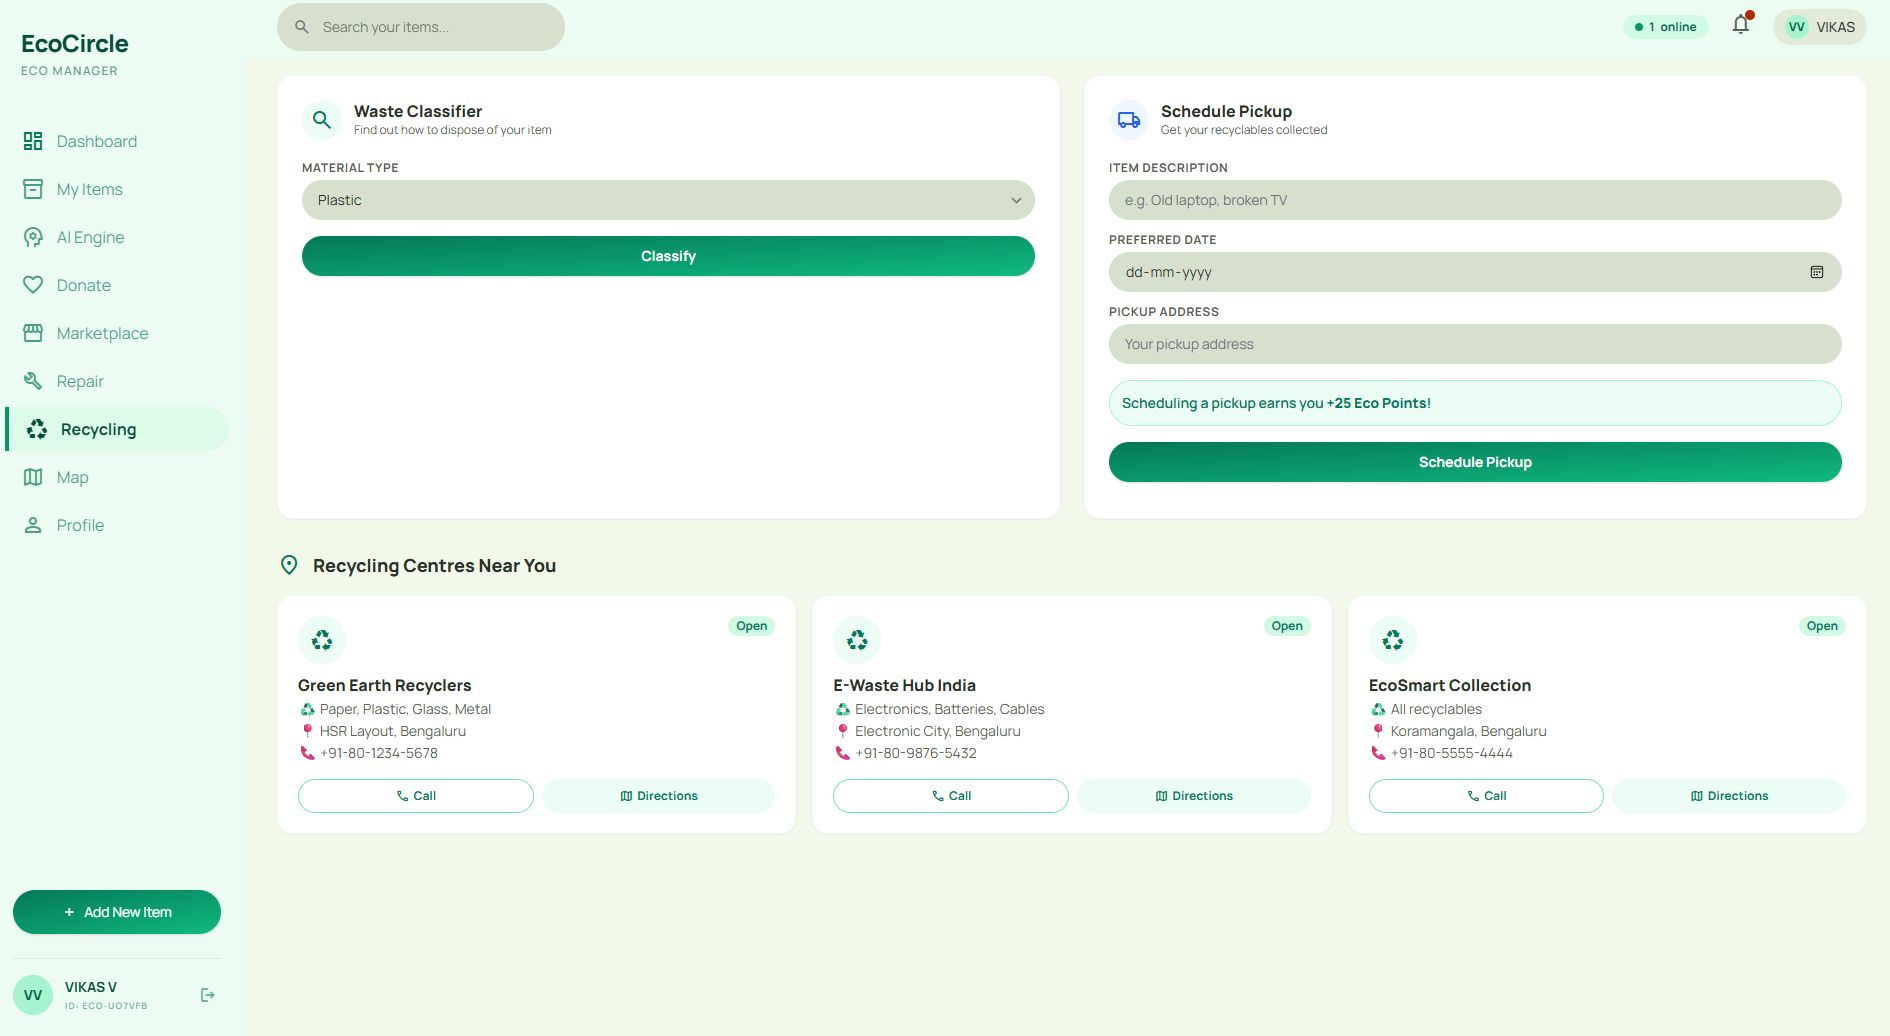 EcoCircle
ECO MANAGER
Dashboard
My Items
AI Engine
Donate
Marketplace
Repair
Recycling
Map
Profile
+ Add New Item
VV
VIKAS V
ID: ECO-UO7VFB
Search your items...
1 online
VV VIKAS
Waste Classifier
Find out how to dispose of your item
MATERIAL TYPE
Plastic
Classify
Schedule Pickup
Get your recyclables collected
ITEM DESCRIPTION
e.g. Old laptop, broken TV
PREFERRED DATE
dd-mm-yyyy
PICKUP ADDRESS
Your pickup address
Scheduling a pickup earns you +25 Eco Points!
Schedule Pickup
Recycling Centres Near You
Open
Green Earth Recyclers
Paper, Plastic, Glass, Metal
HSR Layout, Bengaluru
+91-80-1234-5678
Call Directions
Open
E-Waste Hub India
Electronics, Batteries, Cables
Electronic City, Bengaluru
+91-80-9876-5432
Call Directions
Open
EcoSmart Collection
All recyclables
Koramangala, Bengaluru
+91-80-5555-4444
Call Directions